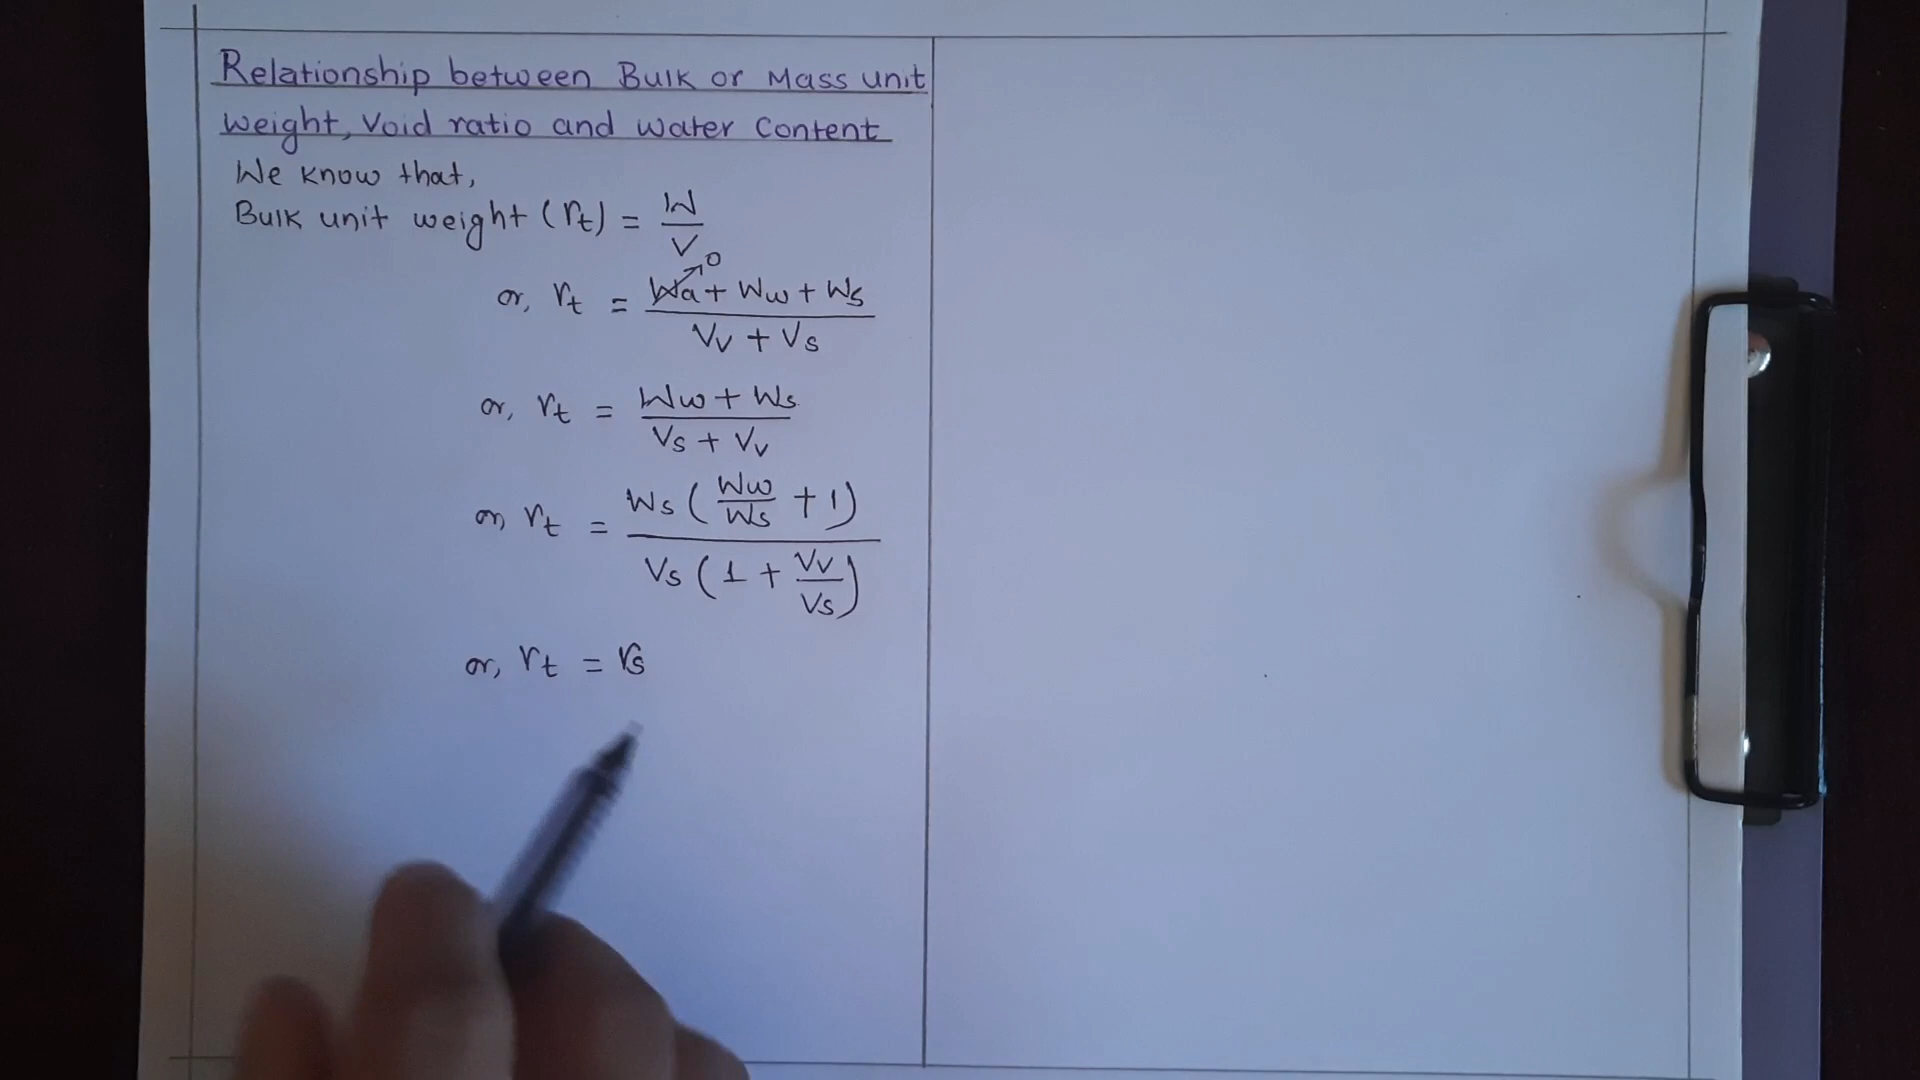 Relationship between Bulk or Mass unit
weight, Void ratio and water content
We know that,
Bulk unit weight (γt) = W/V
or, γt = (Wa↗0 + Ww + Ws)/(Vv + Vs)
or, γt = (Ww + Ws)/(Vs + Vv)
or, γt = Ws(Ww/Ws + 1)/Vs(1 + Vv/Vs)
or, γt = γs